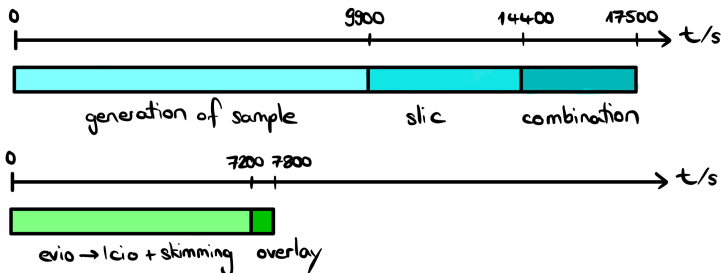 0 9900 14400 17500
t/s
generation of sample slic combination
0 7200 7800
t/s
evio → lcio + skimming overlay